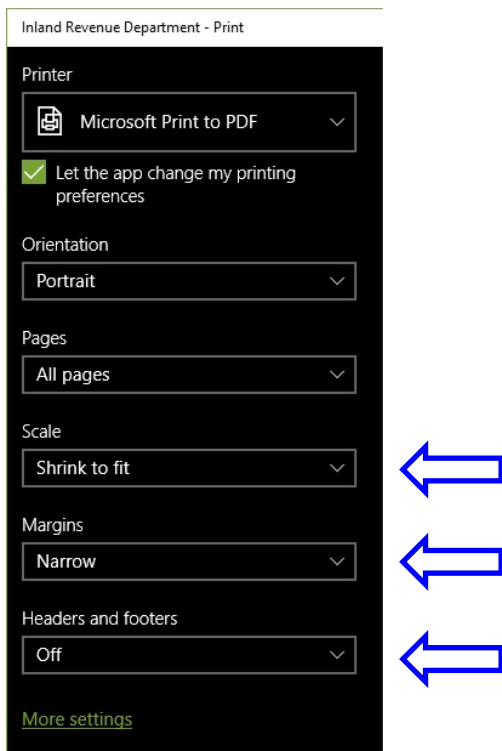 Inland Revenue Department - Print
Printer
Microsoft Print to PDF
Let the app change my printing
preferences
Orientation
Portrait
Pages
All pages
Scale
Shrink to fit
Margins
Narrow
Headers and footers
Off
More settings